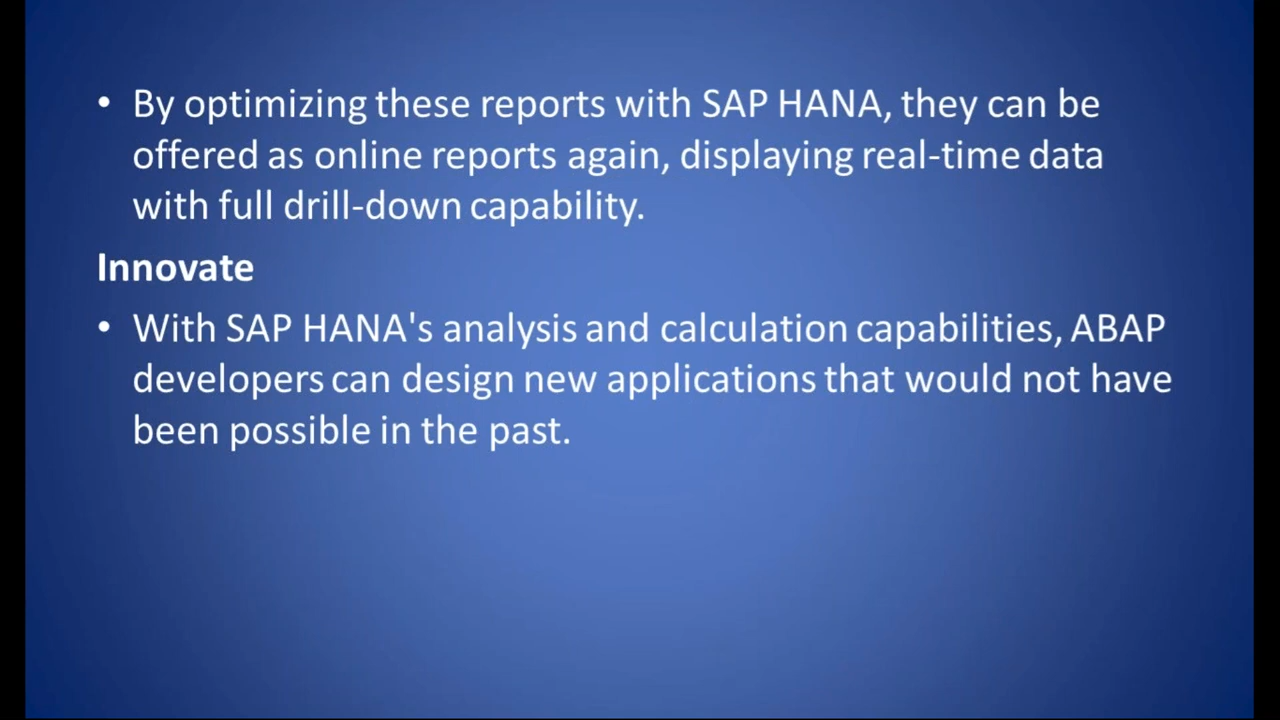 • By optimizing these reports with SAP HANA, they can be
offered as online reports again, displaying real-time data
with full drill-down capability.
Innovate
• With SAP HANA's analysis and calculation capabilities, ABAP
developers can design new applications that would not have
been possible in the past.